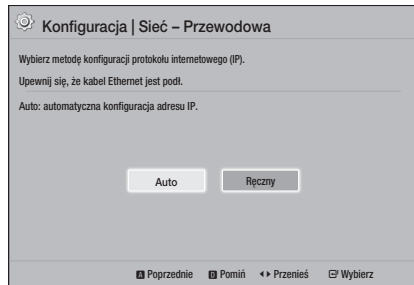 Konfiguracja | Sieć – Przewodowa
Wybierz metodę konfiguracji protokołu internetowego (IP).
Upewnij się, że kabel Ethernet jest podł.
Auto: automatyczna konfiguracja adresu IP.
Auto Ręczny
A Poprzednie D Pomiń Przenieś Wybierz